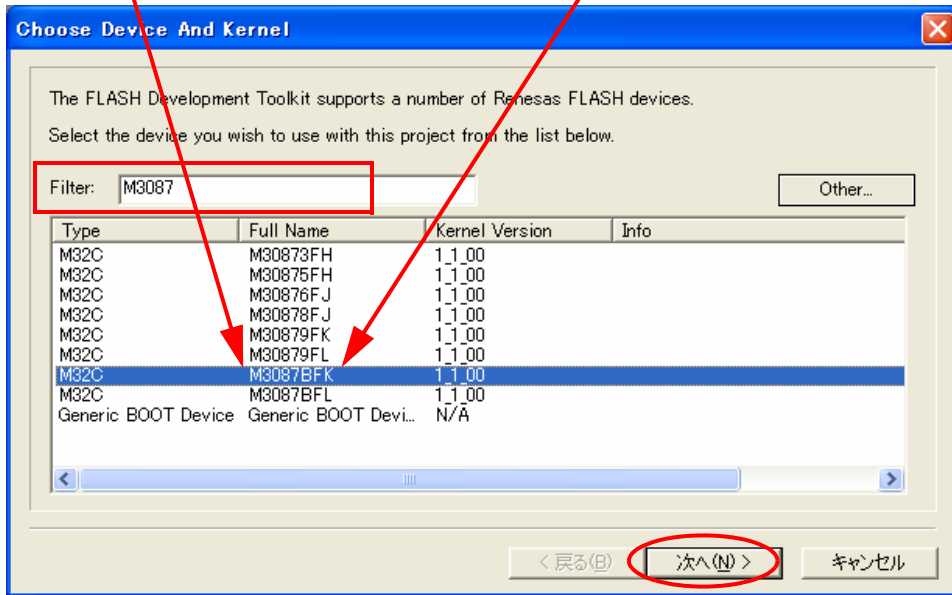 Choose Device And Kernel
The FLASH Development Toolkit supports a number of Renesas FLASH devices.
Select the device you wish to use with this project from the list below.
Filter: M3087 Other...
Type Full Name Kernel Version Info
M32C M30873FH 1_1_00
M32C M30875FH 1_1_00
M32C M30876FJ 1_1_00
M32C M30878FJ 1_1_00
M32C M30879FK 1_1_00
M32C M30879FL 1_1_00
M32C M3087BFK 1_1_00
M32C M3087BFL 1_1_00
Generic BOOT Device Generic BOOT Devi... N/A
< 戻る(B) 次へ(N) > キャンセル